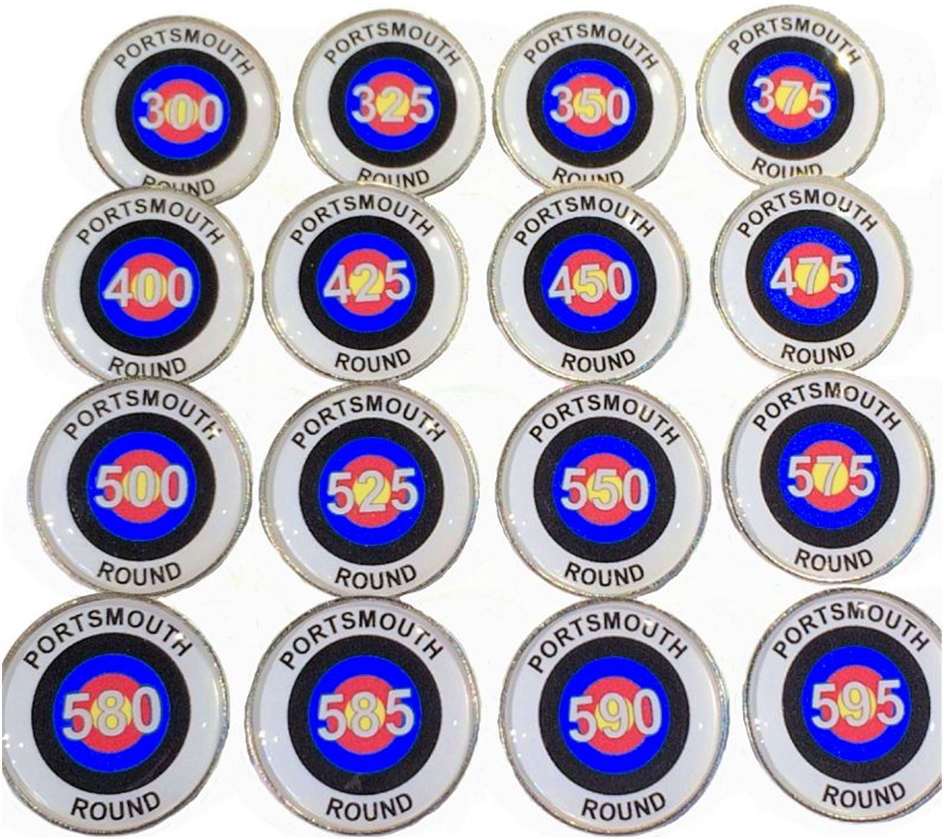 PORTSMOUTH
300
ROUND
PORTSMOUTH
325
ROUND
PORTSMOUTH
350
ROUND
PORTSMOUTH
375
ROUND
PORTSMOUTH
400
ROUND
PORTSMOUTH
425
ROUND
PORTSMOUTH
450
ROUND
PORTSMOUTH
475
ROUND
PORTSMOUTH
500
ROUND
PORTSMOUTH
525
ROUND
PORTSMOUTH
550
ROUND
PORTSMOUTH
575
ROUND
PORTSMOUTH
580
ROUND
PORTSMOUTH
585
ROUND
PORTSMOUTH
590
ROUND
PORTSMOUTH
595
ROUND